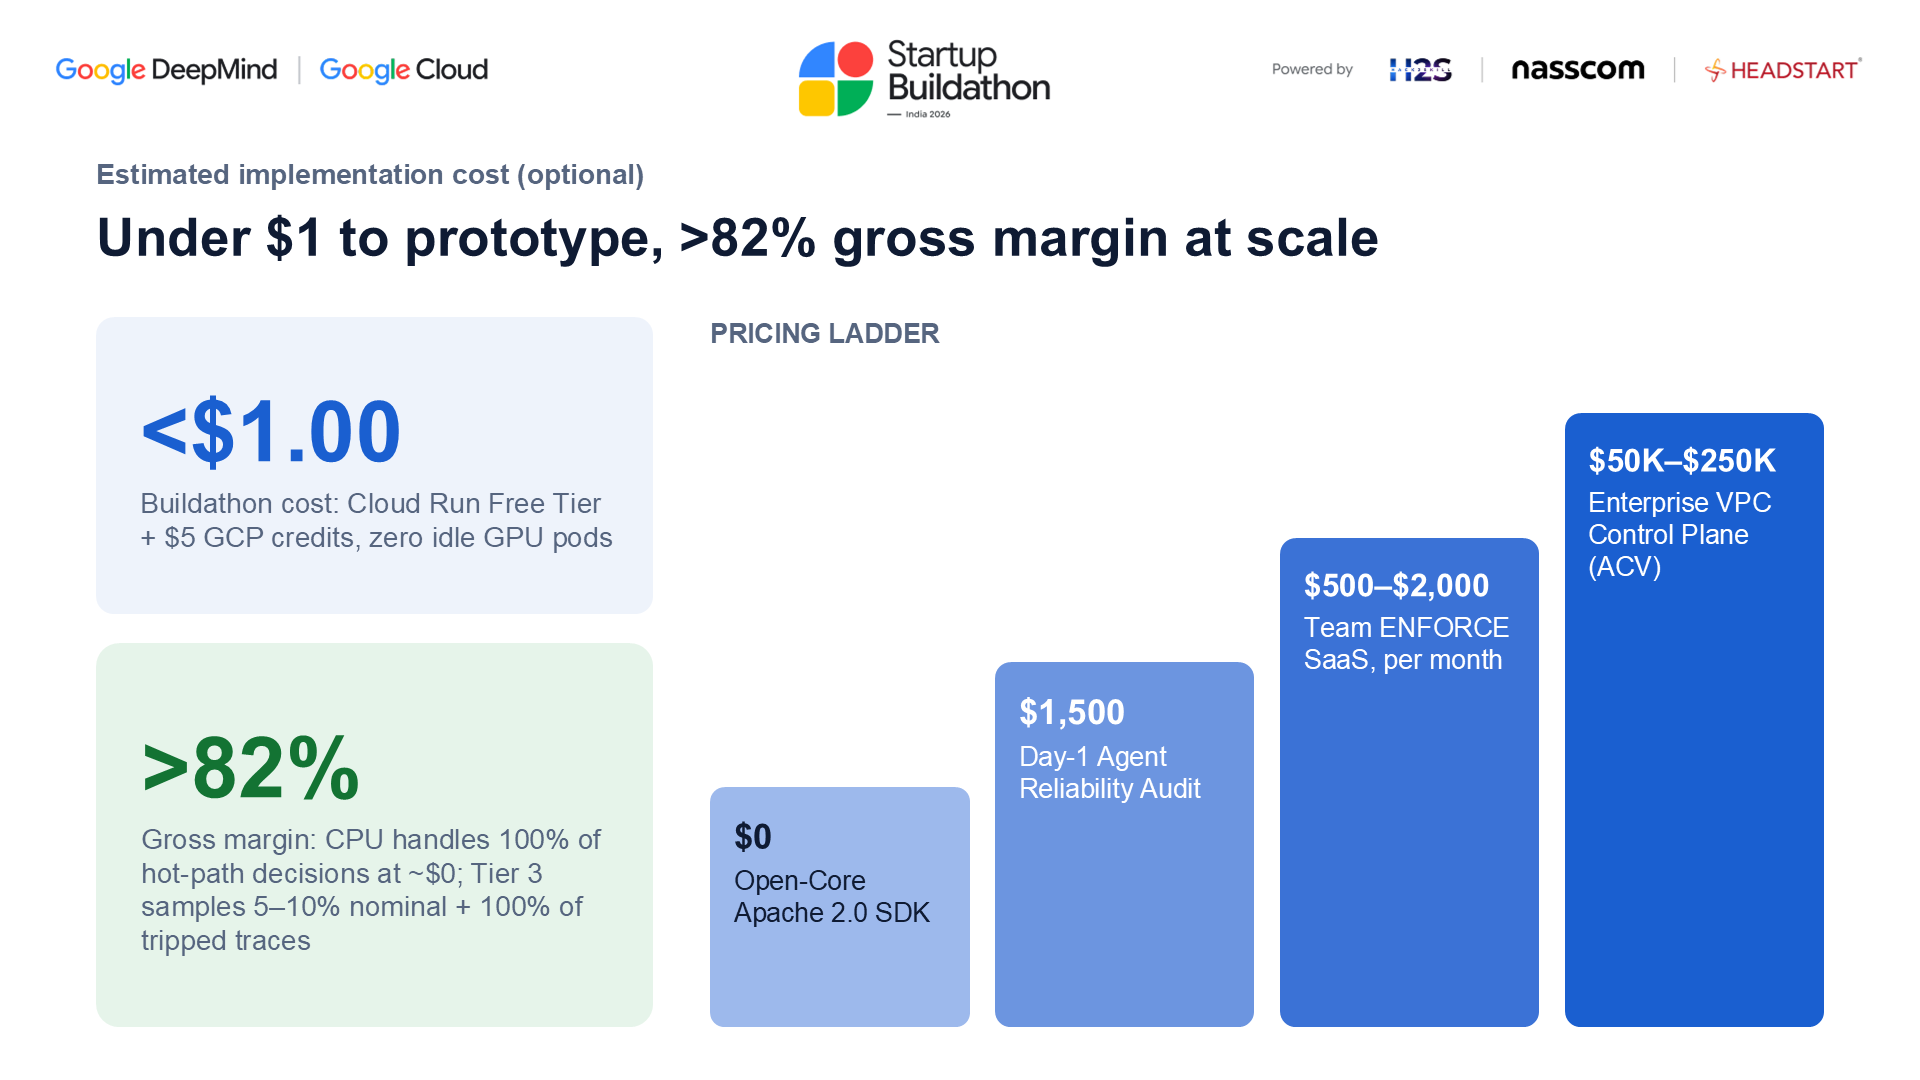 Google DeepMind
Google Cloud
Startup
Buildathon
— India 2026
Powered by
H2S
nasscom
HEADSTART
Estimated implementation cost (optional)
Under $1 to prototype, >82% gross margin at scale
<$1.00
Buildathon cost: Cloud Run Free Tier
+ $5 GCP credits, zero idle GPU pods
>82%
Gross margin: CPU handles 100% of
hot-path decisions at ~$0; Tier 3
samples 5–10% nominal + 100% of
tripped traces
PRICING LADDER
$0
Open-Core
Apache 2.0 SDK
$1,500
Day-1 Agent
Reliability Audit
$500–$2,000
Team ENFORCE
SaaS, per month
$50K–$250K
Enterprise VPC
Control Plane
(ACV)